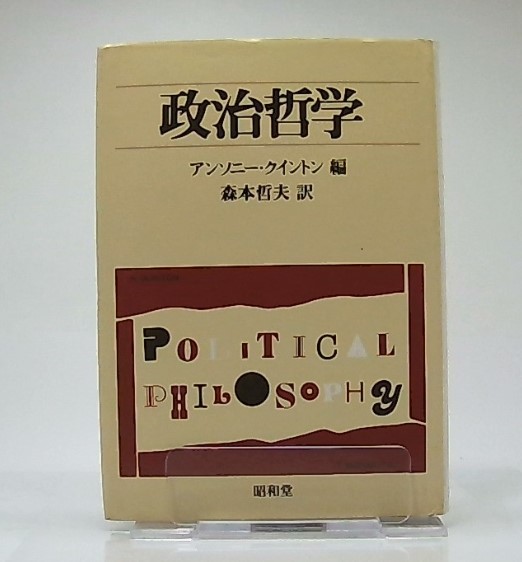 政治哲学
アンソニー・クイントン 編
森本哲夫 訳
POLITICAL
PHILOSOPHY
昭和堂